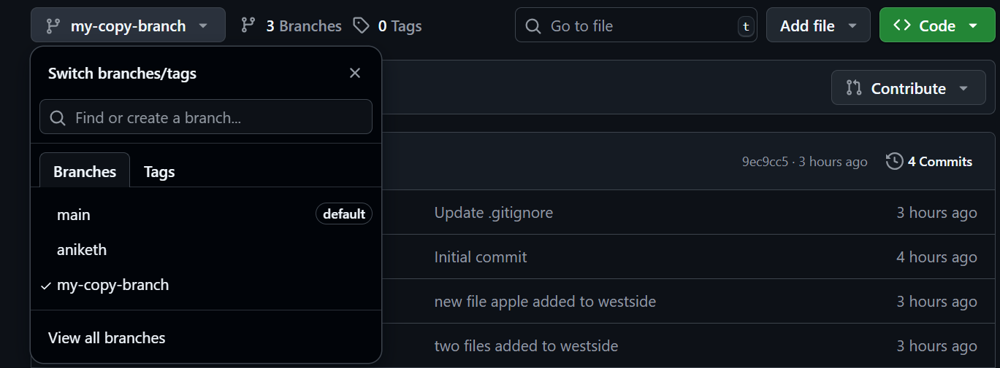 my-copy-branch 3 Branches 0 Tags Go to file t Add file Code
Switch branches/tags
Contribute
Find or create a branch...
9ec9cc5 · 3 hours ago 4 Commits
Branches Tags
main default
Update .gitignore 3 hours ago
aniketh
Initial commit 4 hours ago
my-copy-branch
new file apple added to westside 3 hours ago
View all branches
two files added to westside 3 hours ago